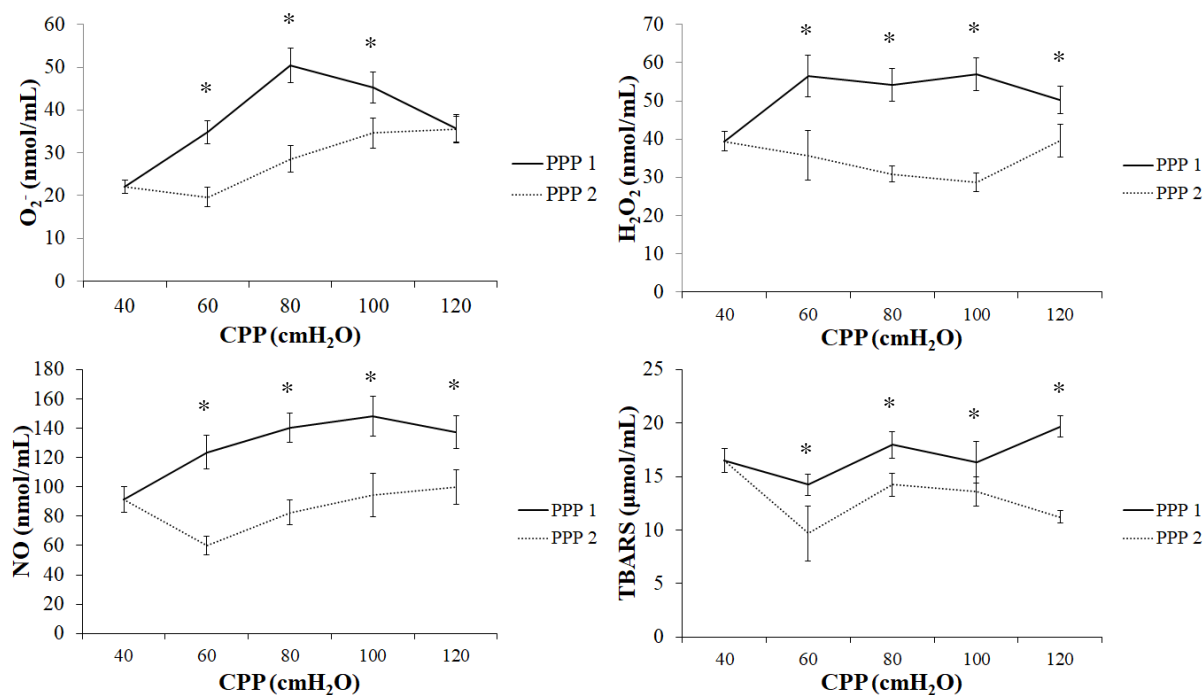 O₂⁻ (nmol/mL)
60
50
40
30
20
10
0
*
*
*
40 60 80 100 120
CPP (cmH₂O)
PPP 1
PPP 2
H₂O₂ (nmol/mL)
70
60
50
40
30
20
10
0
*
*
*
*
40 60 80 100 120
CPP (cmH₂O)
PPP 1
PPP 2
NO (nmol/mL)
180
160
140
120
100
80
60
40
20
0
*
*
*
*
40 60 80 100 120
CPP (cmH₂O)
PPP 1
PPP 2
TBARS (µmol/mL)
25
20
15
10
5
0
*
*
*
*
40 60 80 100 120
CPP (cmH₂O)
PPP 1
PPP 2